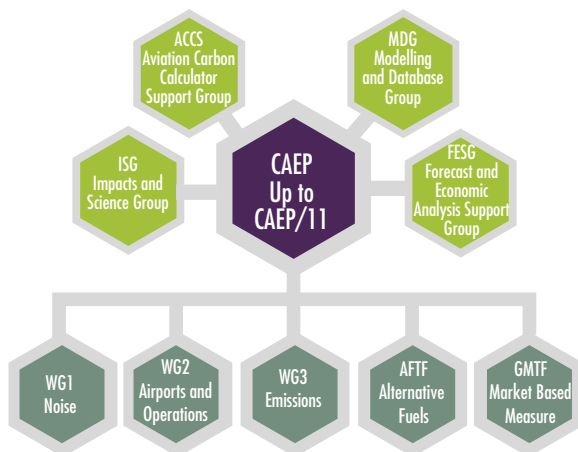 ACCS
Aviation Carbon
Calculator
Support Group
MDG
Modelling
and Database
Group
ISG
Impacts and
Science Group
CAEP
Up to
CAEP/11
FESG
Forecast and
Economic
Analysis Support
Group
WG1
Noise
WG2
Airports and
Operations
WG3
Emissions
AFTF
Alternative
Fuels
GMTF
Market Based
Measure